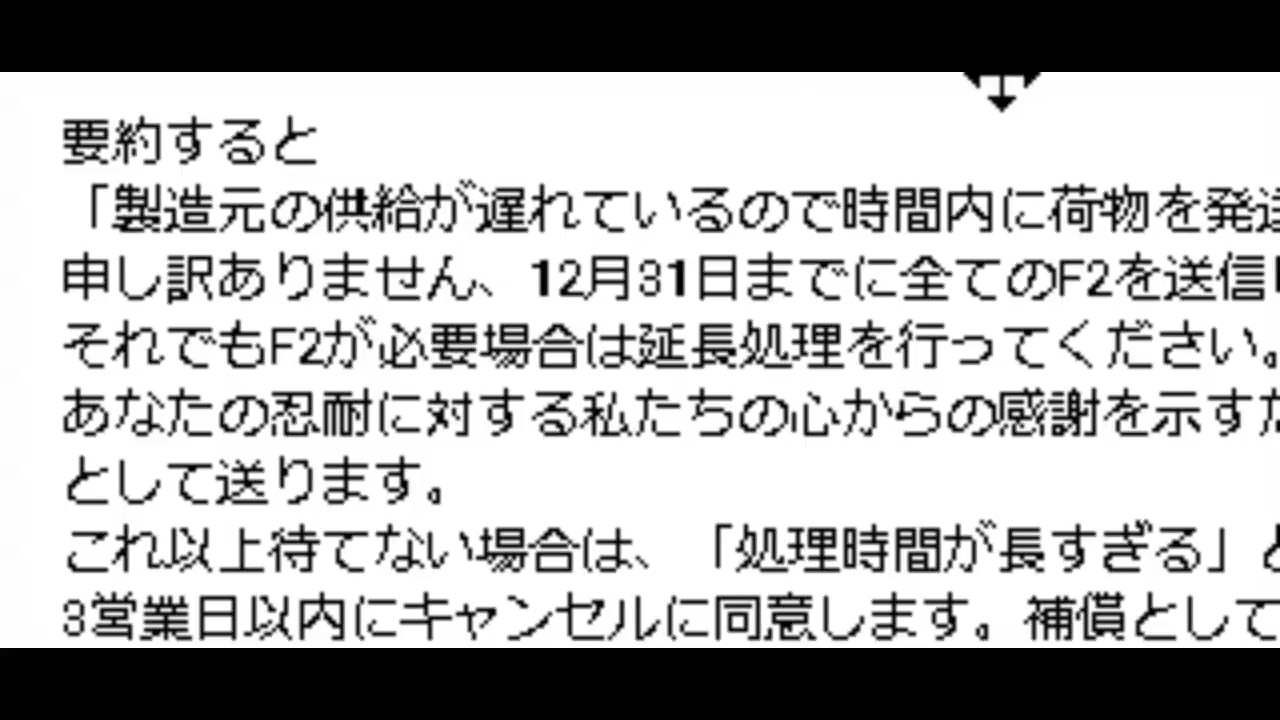 要約すると
「製造元の供給が遅れているので時間内に荷物を発送
申し訳ありません、12月31日までに全てのF2を送信
それでもF2が必要場合は延長処理を行ってください。
あなたの忍耐に対する私たちの心からの感謝を示すた
として送ります。
これ以上待てない場合は、「処理時間が長すぎる」と
3営業日以内にキャンセルに同意します。補償として